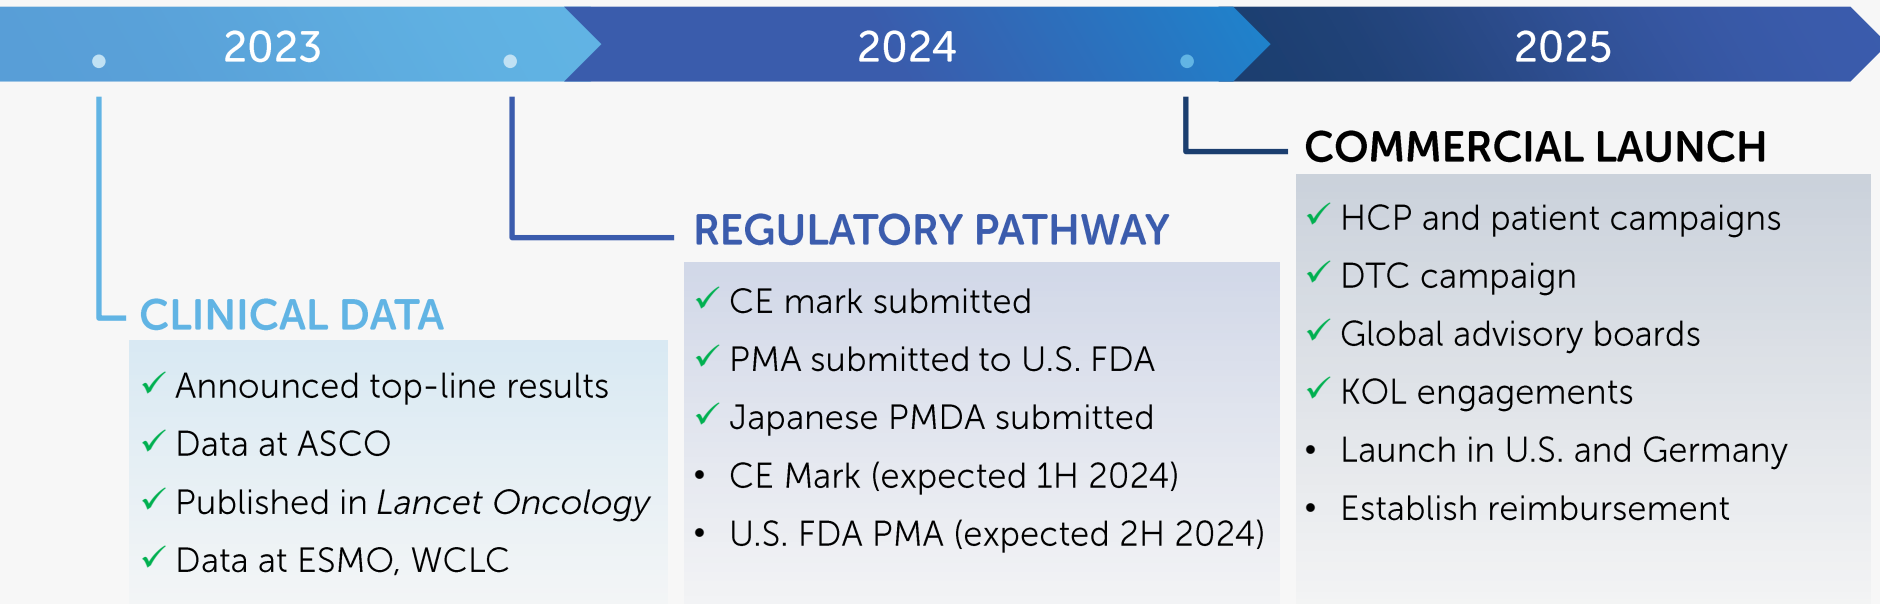 2023
2024
2025
CLINICAL DATA
✓ Announced top-line results
✓ Data at ASCO
✓ Published in Lancet Oncology
✓ Data at ESMO, WCLC
REGULATORY PATHWAY
✓ CE mark submitted
✓ PMA submitted to U.S. FDA
✓ Japanese PMDA submitted
• CE Mark (expected 1H 2024)
• U.S. FDA PMA (expected 2H 2024)
COMMERCIAL LAUNCH
✓ HCP and patient campaigns
✓ DTC campaign
✓ Global advisory boards
✓ KOL engagements
• Launch in U.S. and Germany
• Establish reimbursement